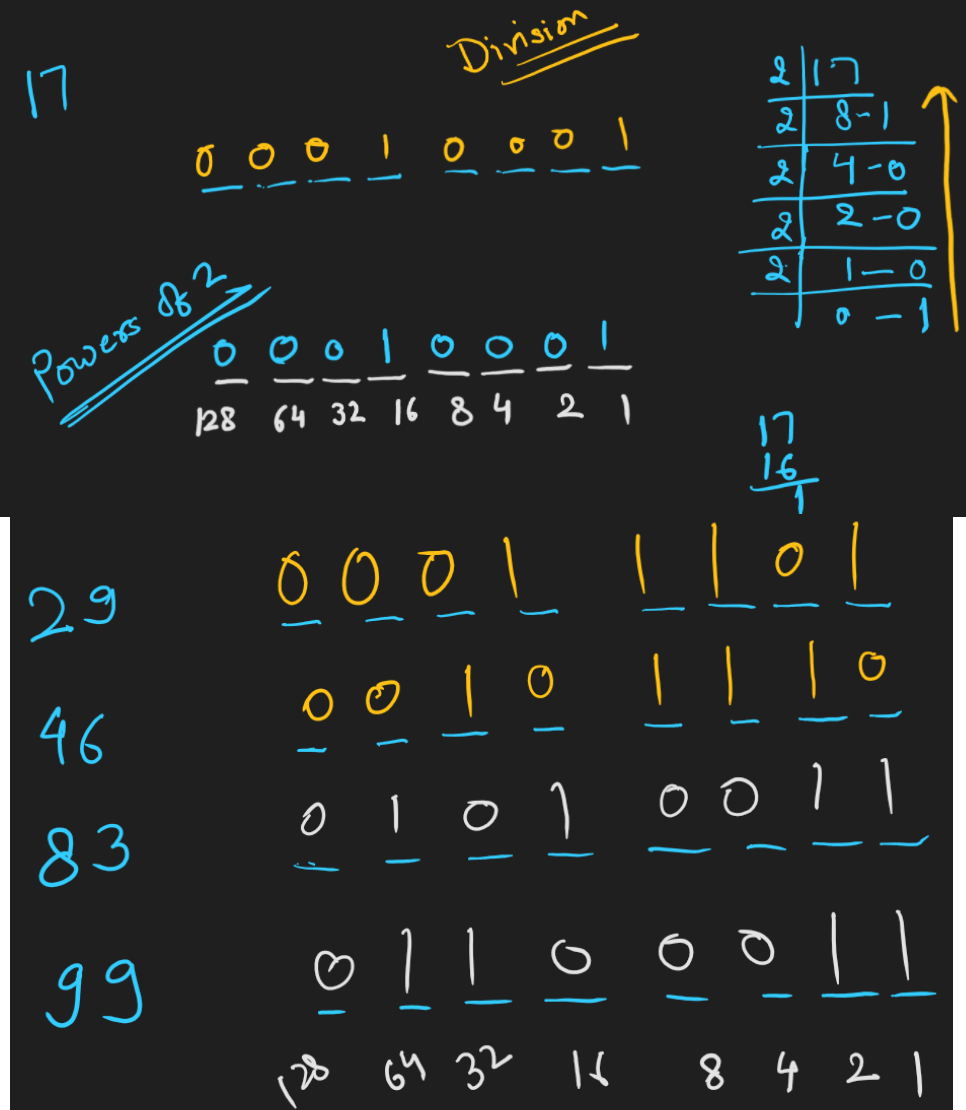 Division
17
0 0 0 1 0 0 0 1
2 17
2 8-1
2 4-0
2 2-0
2 1-0
0-1
Powers of 2
0 0 0 1 0 0 0 1
128 64 32 16 8 4 2 1
17
16
1
29 0 0 0 1 1 1 0 1
46 0 0 1 0 1 1 1 0
83 0 1 0 1 0 0 1 1
99 0 1 1 0 0 0 1 1
128 64 32 16 8 4 2 1